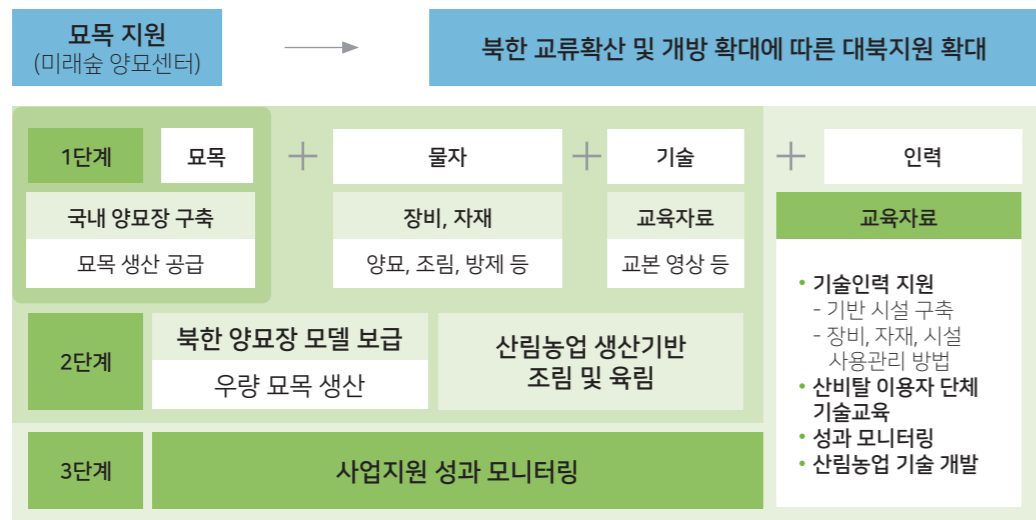 묘목 지원
(미래숲 양묘센터)
북한 교류확산 및 개방 확대에 따른 대북지원 확대
1단계
묘목
+
물자
+
기술
+
인력
국내 양묘장 구축
묘목 생산 공급
장비, 자재
양묘, 조림, 방제 등
교육자료
교본 영상 등
교육자료
• 기술인력 지원
- 기반 시설 구축
- 장비, 자재, 시설
사용관리 방법
• 산비탈 이용자 단체
기술교육
• 성과 모니터링
• 산림농업 기술 개발
2단계
북한 양묘장 모델 보급
우량 묘목 생산
산림농업 생산기반
조림 및 육림
3단계
사업지원 성과 모니터링